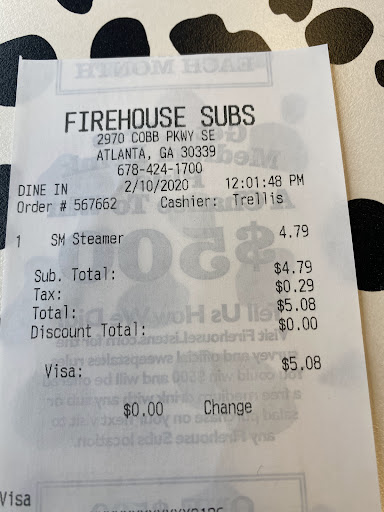 FIREHOUSE SUBS
2970 COBB PKWY SE
ATLANTA, GA 30339
678-424-1700
DINE IN 2/10/2020 12:01:48 PM
Order # 567662 Cashier: Trellis
1 SM Steamer 4.79
Sub. Total: $4.79
Tax: $0.29
Total: $5.08
Discount Total: $0.00
Visa: $5.08
$0.00 Change
Visa